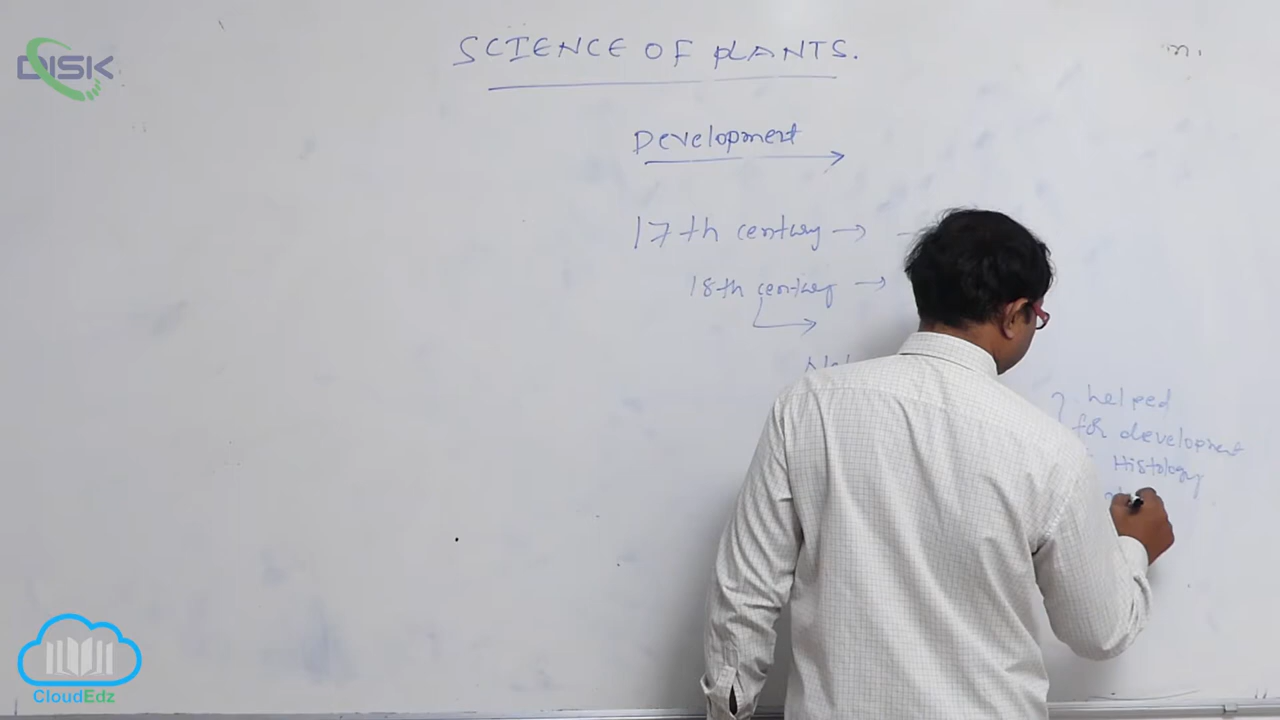 DISK
SCIENCE OF PLANTS.
m.
Development
17th century →
18th century →
helped
for development
Histology
CloudEdz